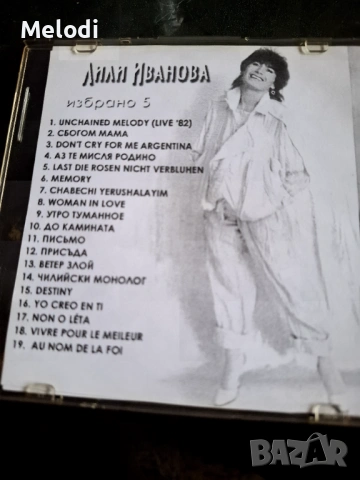 Melodi
ЛИЛИ ИВАНОВА
избрано 5
1. UNCHAINED MELODY (LIVE '82)
2. СБОГОМ МАМА
3. DON'T CRY FOR ME ARGENTINA
4. АЗ ТЕ МИСЛЯ РОДИНО
5. LAST DIE ROSEN NICHT VERBLUHEN
6. MEMORY
7. CHABECHI YERUSHALAYIM
8. WOMAN IN LOVE
9. УТРО ТУМАННОЕ
10. ДО КАМИНАТА
11. ПИСЬМО
12. ПРИСЪДА
13. ВЕТЕР ЗЛОЙ
14. ЧИЛИЙСКИ МОНОЛОГ
15. DESTINY
16. YO CREO EN TI
17. NON O L'ÉTA
18. VIVRE POUR LE MEILEUR
19. AU NOM DE LA FOI
BAZAR